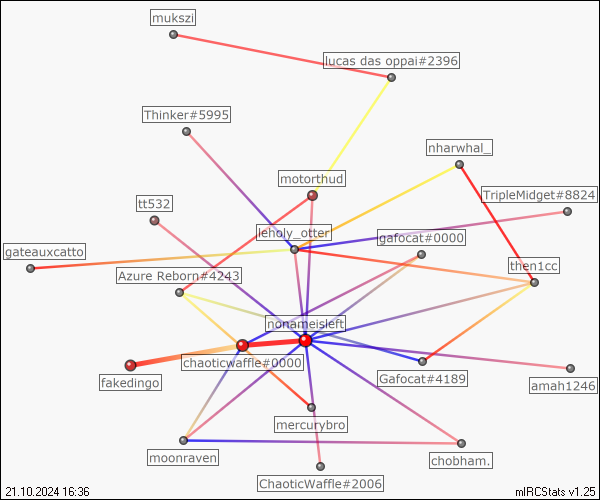 mukszi
lucas das oppai#2396
Thinker#5995
nharwhal_
motorthud
TripleMidget#8824
tt532
leholy_otter
gafocat#0000
gateauxcatto
then1cc
Azure Reborn#4243
nonameisleft
chaoticwaffle#0000
fakedingo
Gafocat#4189
amah1246
mercurybro
moonraven
chobham.
ChaoticWaffle#2006
21.10.2024 16:36
mIRCStats v1.25